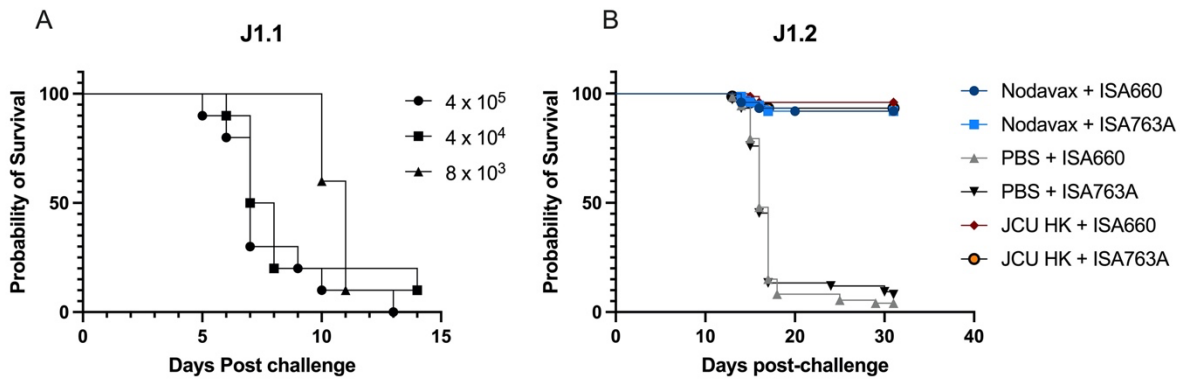 A
J1.1
Probability of Survival
100
50
0
0 5 10 15
Days Post challenge
4 x 10⁵
4 x 10⁴
8 x 10³
B
J1.2
Probability of Survival
100
50
0
0 10 20 30 40
Days post-challenge
Nodavax + ISA660
Nodavax + ISA763A
PBS + ISA660
PBS + ISA763A
JCU HK + ISA660
JCU HK + ISA763A